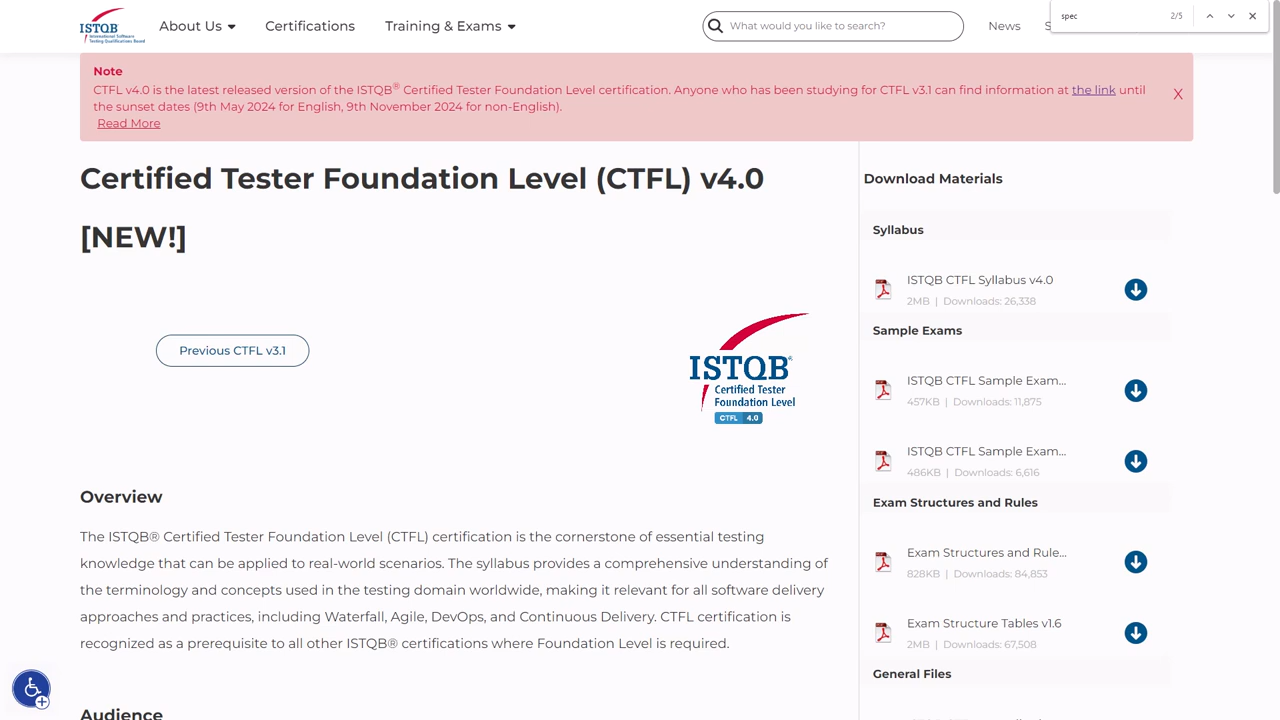 ISTQB
International Software
Testing Qualifications Board
About Us
Certifications
Training & Exams
What would you like to search?
News
spec
2/5
Note
CTFL v4.0 is the latest released version of the ISTQB® Certified Tester Foundation Level certification. Anyone who has been studying for CTFL v3.1 can find information at the link until
the sunset dates (9th May 2024 for English, 9th November 2024 for non-English).
Read More
X
Certified Tester Foundation Level (CTFL) v4.0
[NEW!]
Previous CTFL v3.1
ISTQB®
Certified Tester
Foundation Level
CTFL 4.0
Overview
The ISTQB® Certified Tester Foundation Level (CTFL) certification is the cornerstone of essential testing
knowledge that can be applied to real-world scenarios. The syllabus provides a comprehensive understanding of
the terminology and concepts used in the testing domain worldwide, making it relevant for all software delivery
approaches and practices, including Waterfall, Agile, DevOps, and Continuous Delivery. CTFL certification is
recognized as a prerequisite to all other ISTQB® certifications where Foundation Level is required.
Audience
Download Materials
Syllabus
ISTQB CTFL Syllabus v4.0
2MB | Downloads: 26,338
Sample Exams
ISTQB CTFL Sample Exam...
457KB | Downloads: 11,875
ISTQB CTFL Sample Exam...
486KB | Downloads: 6,616
Exam Structures and Rules
Exam Structures and Rule...
828KB | Downloads: 84,853
Exam Structure Tables v1.6
2MB | Downloads: 67,508
General Files